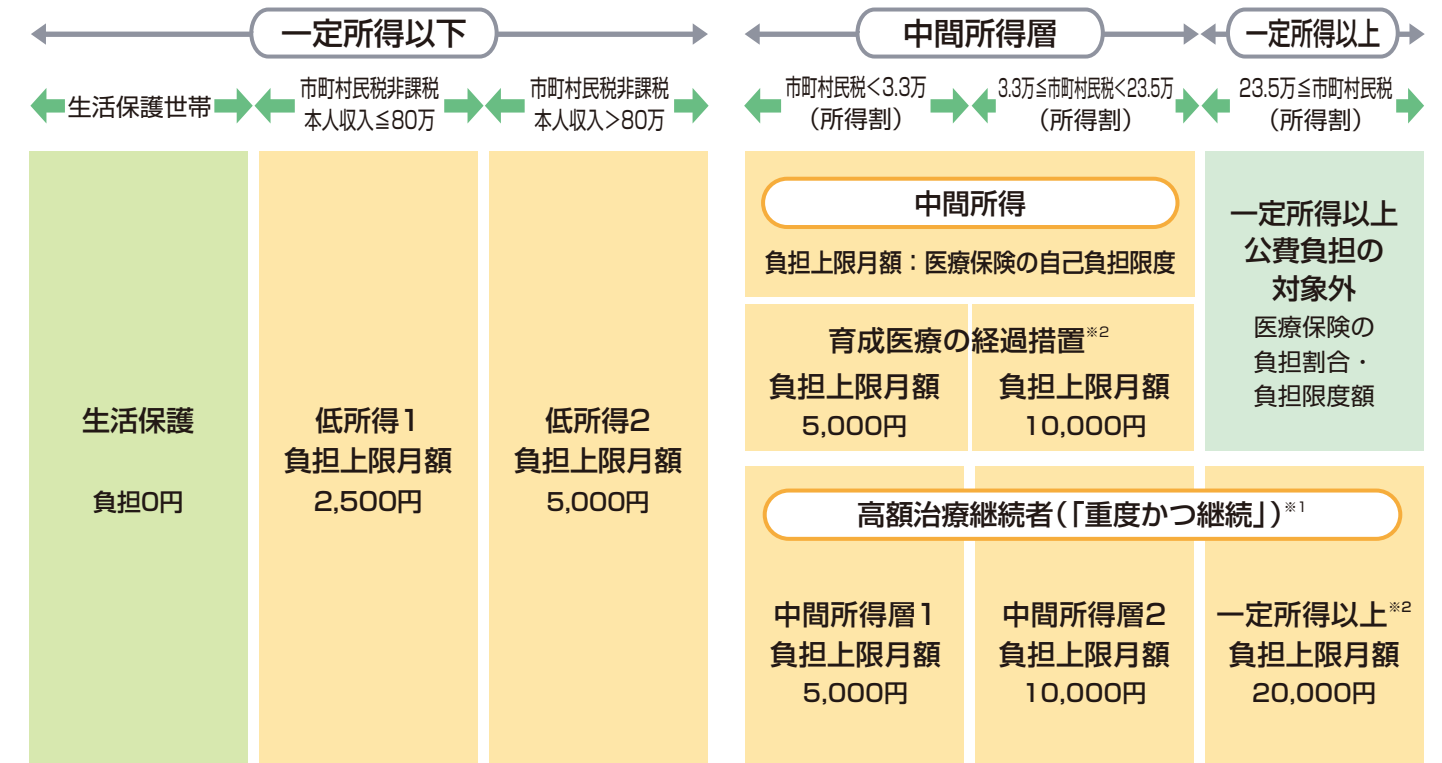 一定所得以下
中間所得層
一定所得以上
生活保護世帯
市町村民税非課税
本人収入≦80万
市町村民税非課税
本人収入>80万
市町村民税<3.3万
(所得割)
3.3万≦市町村民税<23.5万
(所得割)
23.5万≦市町村民税
(所得割)
生活保護
負担0円
低所得1
負担上限月額
2,500円
低所得2
負担上限月額
5,000円
中間所得
負担上限月額:医療保険の自己負担限度
育成医療の経過措置※2
負担上限月額
5,000円
負担上限月額
10,000円
一定所得以上
公費負担の
対象外
医療保険の
負担割合・
負担限度額
高額治療継続者(「重度かつ継続」)※1
中間所得層1
負担上限月額
5,000円
中間所得層2
負担上限月額
10,000円
一定所得以上※2
負担上限月額
20,000円